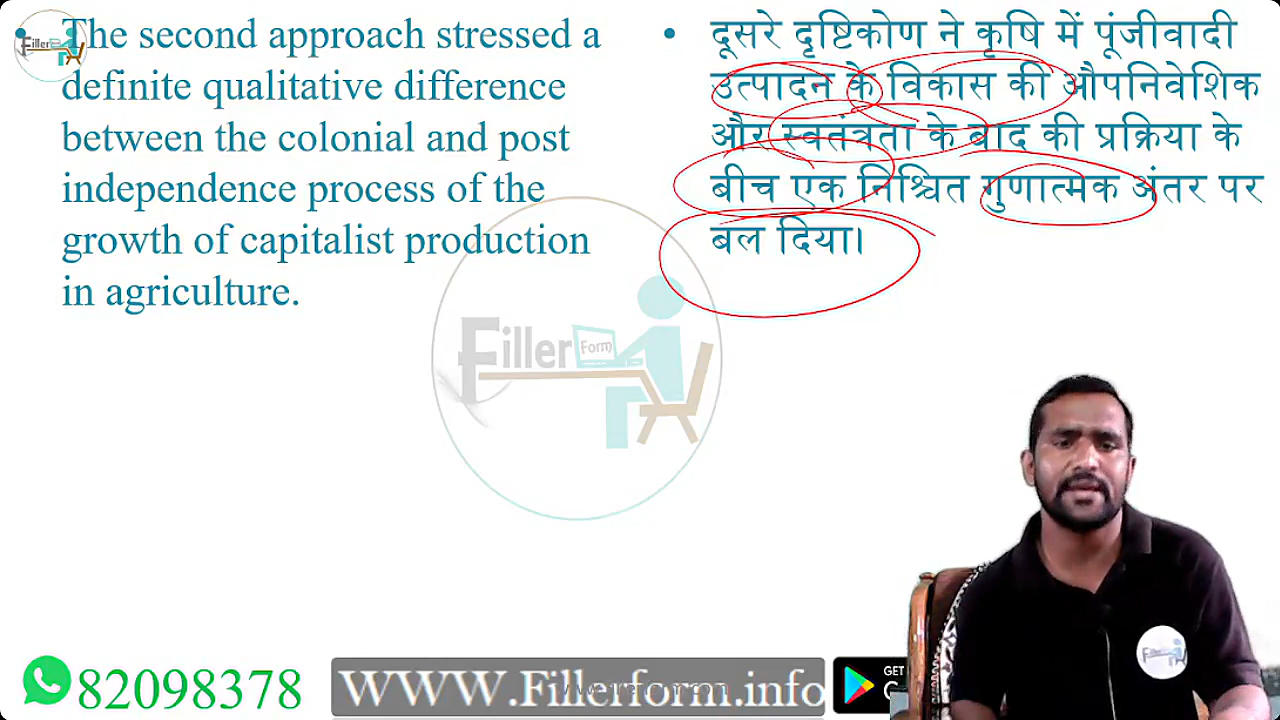 The second approach stressed a
definite qualitative difference
between the colonial and post
independence process of the
growth of capitalist production
in agriculture.
दूसरे दृष्टिकोण ने कृषि में पूंजीवादी
उत्पादन के विकास की औपनिवेशिक
और स्वतंत्रता के बाद की प्रक्रिया के
बीच एक निश्चित गुणात्मक अंतर पर
बल दिया।
Filler Form
82098378
WWW.Fillerform.info
GET